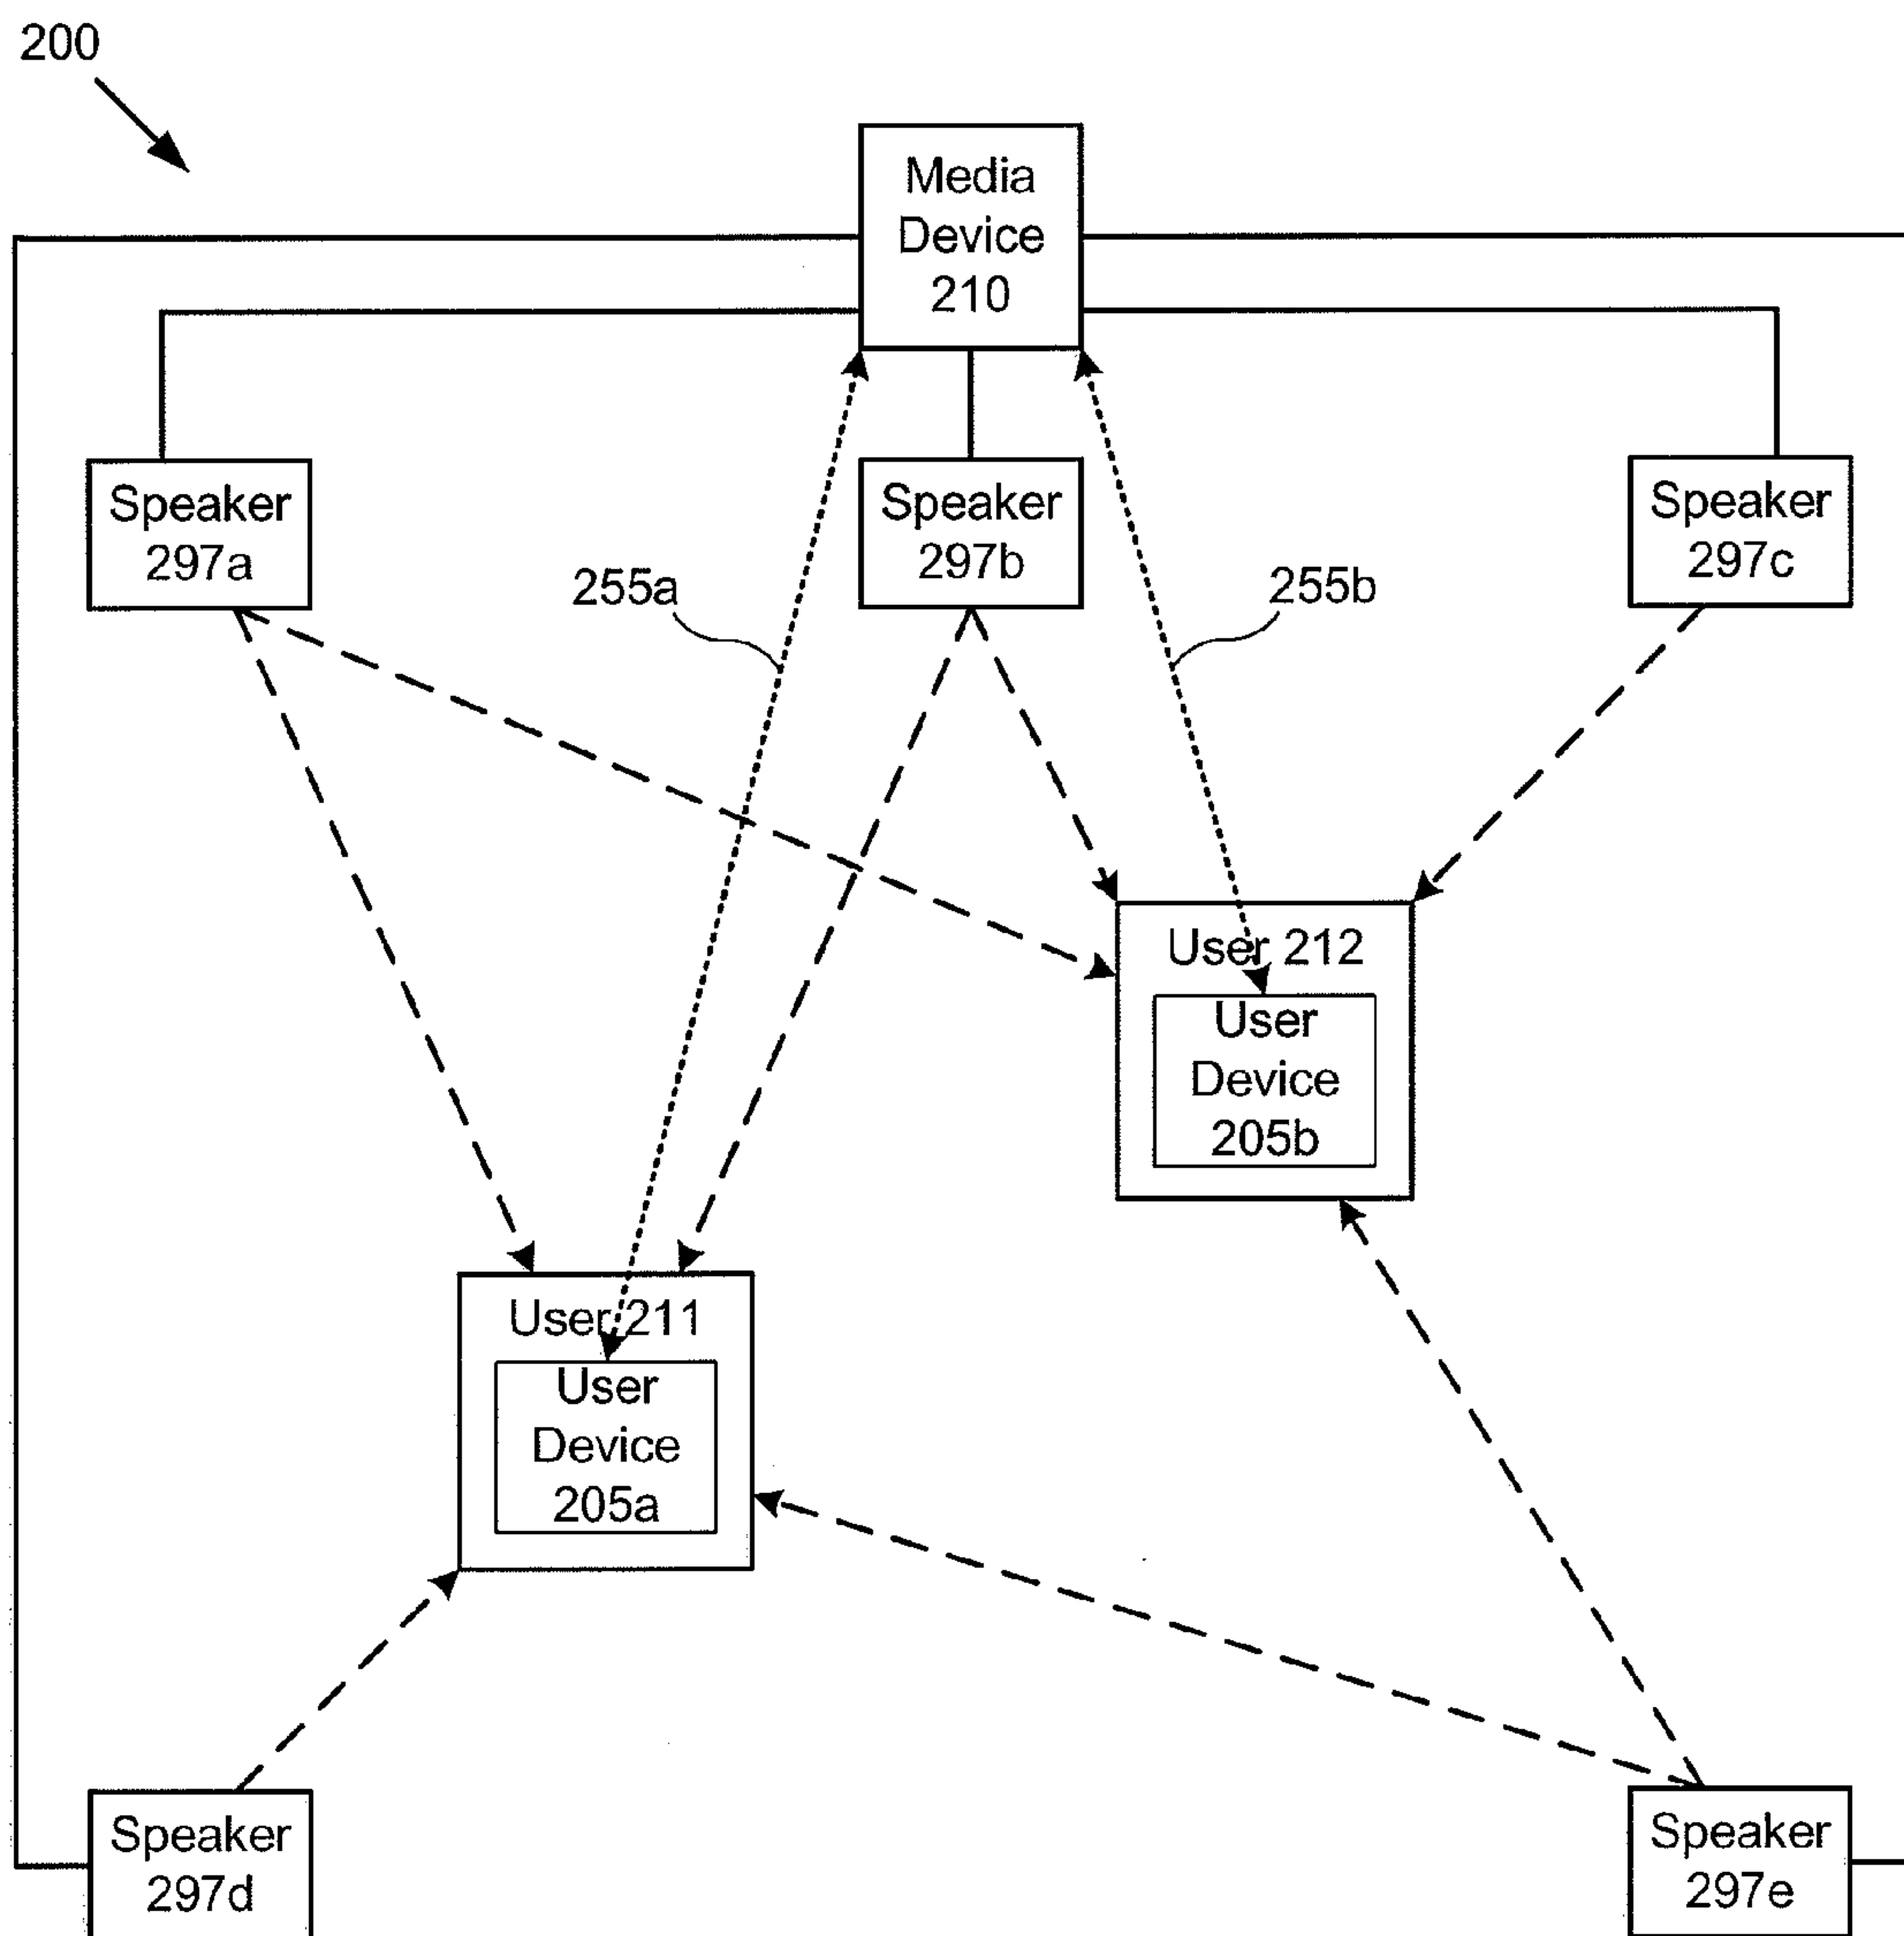 200
Media
Device
210
Speaker
297a
Speaker
297b
Speaker
297c
255a
255b
User 212
User
Device
205b
User 211
User
Device
205a
Speaker
297d
Speaker
297e